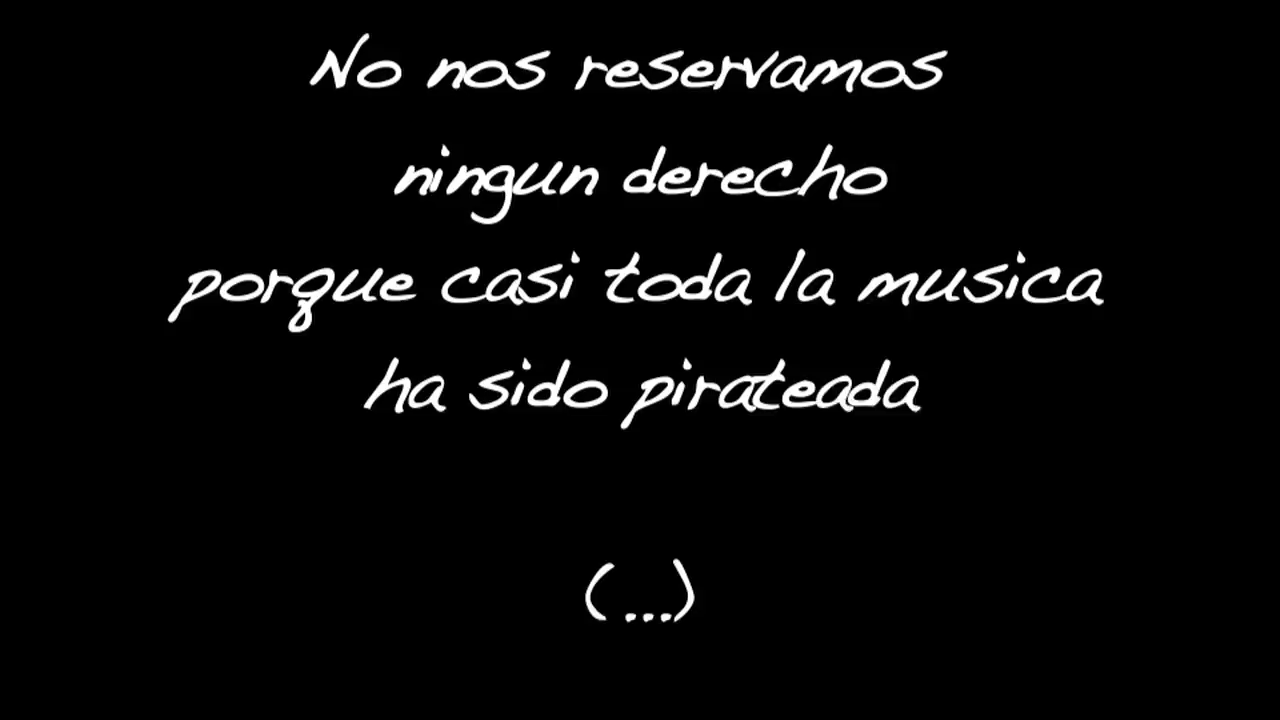 No nos reservamos
ningun derecho
porque casi toda la musica
ha sido pirateada
(...)